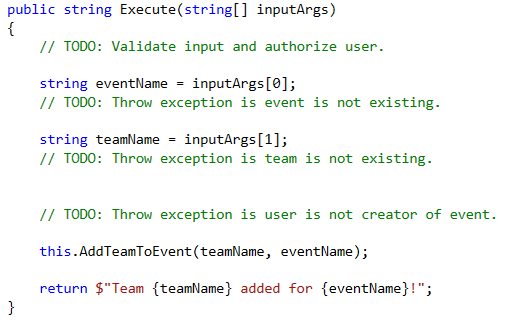 public string Execute(string[] inputArgs)
{
// TODO: Validate input and authorize user.
string eventName = inputArgs[0];
// TODO: Throw exception is event is not existing.
string teamName = inputArgs[1];
// TODO: Throw exception is team is not existing.
// TODO: Throw exception is user is not creator of event.
this.AddTeamToEvent(teamName, eventName);
return $"Team {teamName} added for {eventName}!";
}